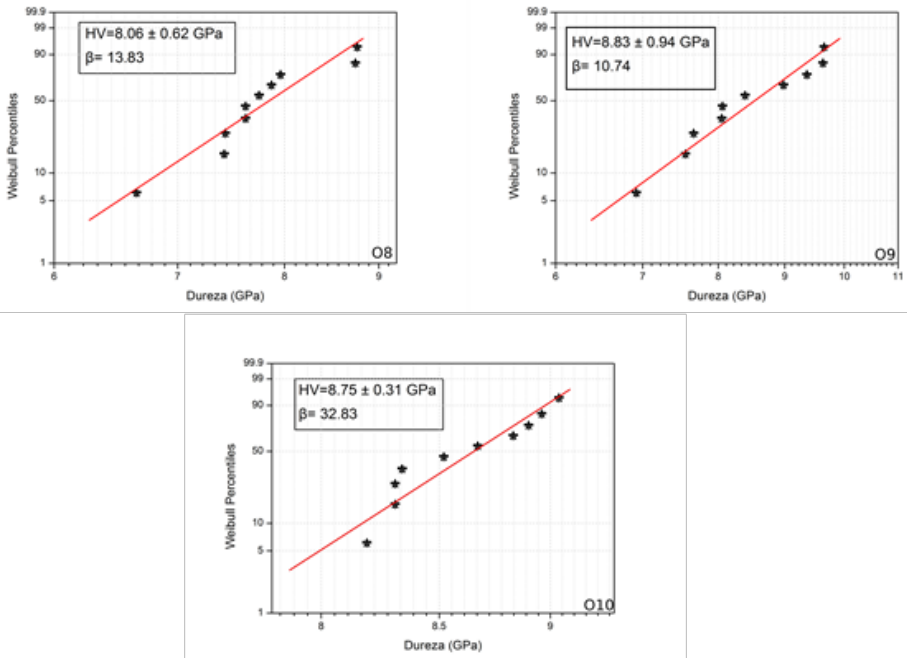 99.9
99
90
50
10
5
1
Weibull Percentiles
HV=8.06 ± 0.62 GPa
β= 13.83
O8
6
7
8
9
Dureza (GPa)
99.9
99
90
50
10
5
1
Weibull Percentiles
HV=8.83 ± 0.94 GPa
β= 10.74
O9
6
7
8
9
10
11
Dureza (GPa)
99.9
99
90
50
10
5
1
Weibull Percentiles
HV=8.75 ± 0.31 GPa
β= 32.83
O10
8
8.5
9
Dureza (GPa)